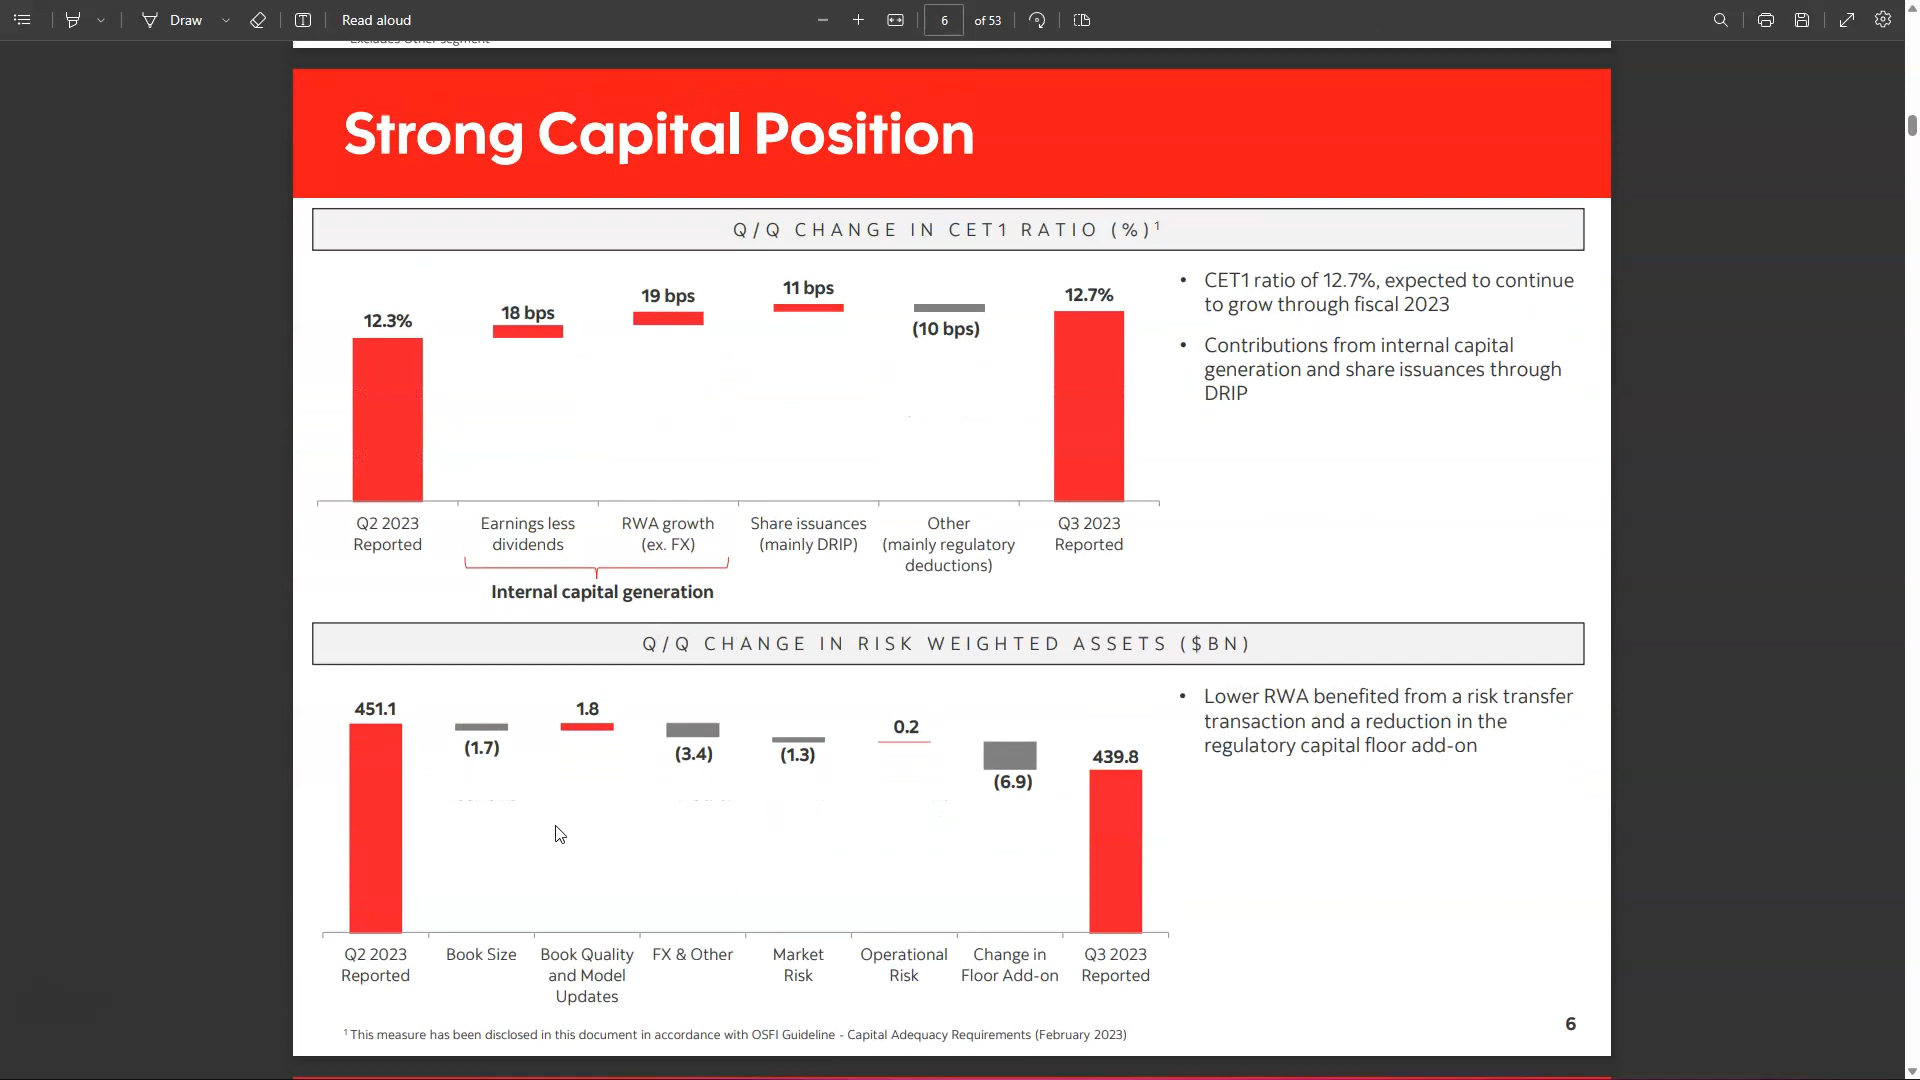 Draw
Read aloud
6
of 53
Excludes Other segment
Strong Capital Position
Q/Q CHANGE IN CET1 RATIO (%)1
12.3%
18 bps
19 bps
11 bps
(10 bps)
12.7%
Q2 2023
Reported
Earnings less
dividends
RWA growth
(ex. FX)
Share issuances
(mainly DRIP)
Other
(mainly regulatory
deductions)
Q3 2023
Reported
Internal capital generation
• CET1 ratio of 12.7%, expected to continue
to grow through fiscal 2023
• Contributions from internal capital
generation and share issuances through
DRIP
Q/Q CHANGE IN RISK WEIGHTED ASSETS ($BN)
451.1
(1.7)
1.8
(3.4)
(1.3)
0.2
(6.9)
439.8
Q2 2023
Reported
Book Size
Book Quality
and Model
Updates
FX & Other
Market
Risk
Operational
Risk
Change in
Floor Add-on
Q3 2023
Reported
• Lower RWA benefited from a risk transfer
transaction and a reduction in the
regulatory capital floor add-on
1 This measure has been disclosed in this document in accordance with OSFI Guideline - Capital Adequacy Requirements (February 2023)
6